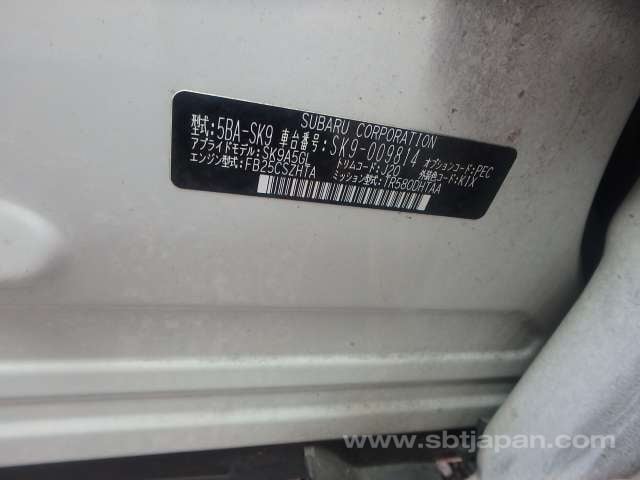 SUBARU CORPORATION
型式:5BA-SK9 車台番号:SK9-009814 オプションコード:PEC
アプライドモデル:SK9A5GL トリムコード:J20 外装色コード:K1X
エンジン型式:FB25CSZHTA ミッション型式:TR580DHTAA
www.sbtjapan.com